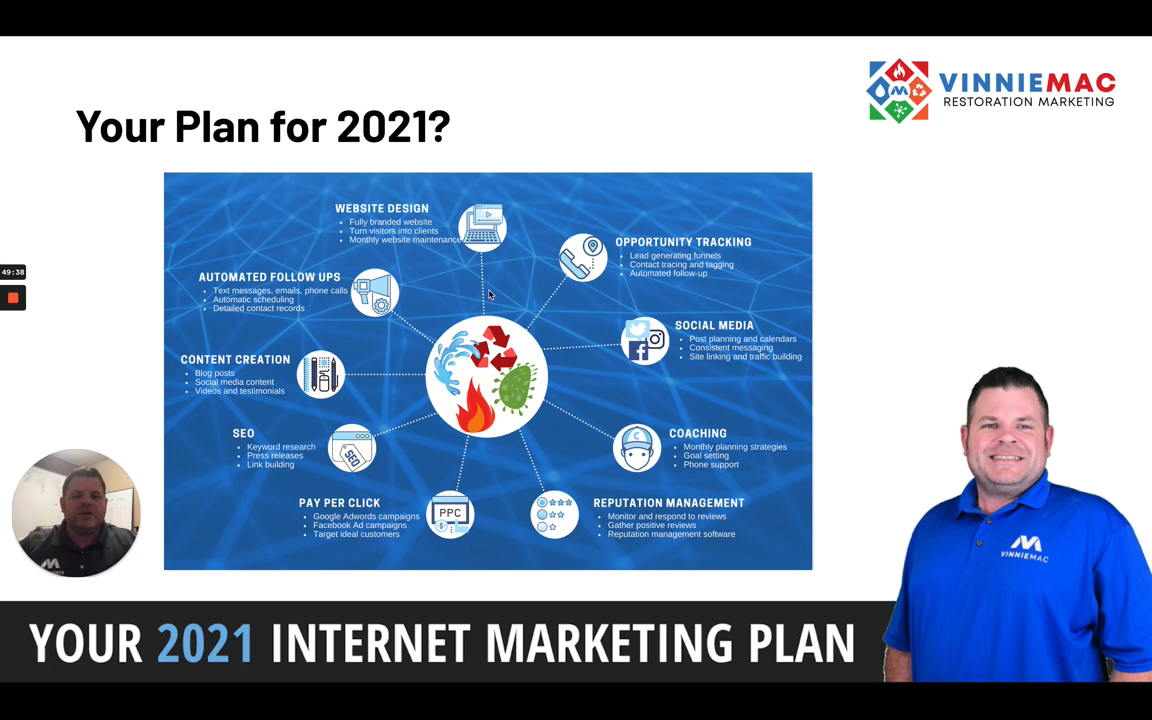 VINNIEMAC
RESTORATION MARKETING
Your Plan for 2021?
WEBSITE DESIGN
• Fully branded website
• Turn visitors into clients
• Monthly website maintenance
OPPORTUNITY TRACKING
• Lead generating funnels
• Contact tracing and tagging
• Automated follow-up
AUTOMATED FOLLOW UPS
• Text messages, emails, phone calls
• Automatic scheduling
• Detailed contact records
SOCIAL MEDIA
• Post planning and calendars
• Consistent messaging
• Site linking and traffic building
CONTENT CREATION
• Blog posts
• Social media content
• Videos and testimonials
SEO
• Keyword research
• Press releases
• Link building
SEO
COACHING
• Monthly planning strategies
• Goal setting
• Phone support
C
PAY PER CLICK
• Google Adwords campaigns
• Facebook Ad campaigns
• Target ideal customers
PPC
$
REPUTATION MANAGEMENT
• Monitor and respond to reviews
• Gather positive reviews
• Reputation management software
49:38
VINNIEMAC
YOUR 2021 INTERNET MARKETING PLAN